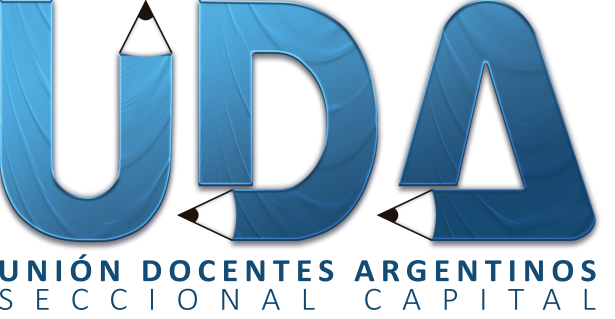 UDA
UNIÓN DOCENTES ARGENTINOS
SECCIONAL CAPITAL